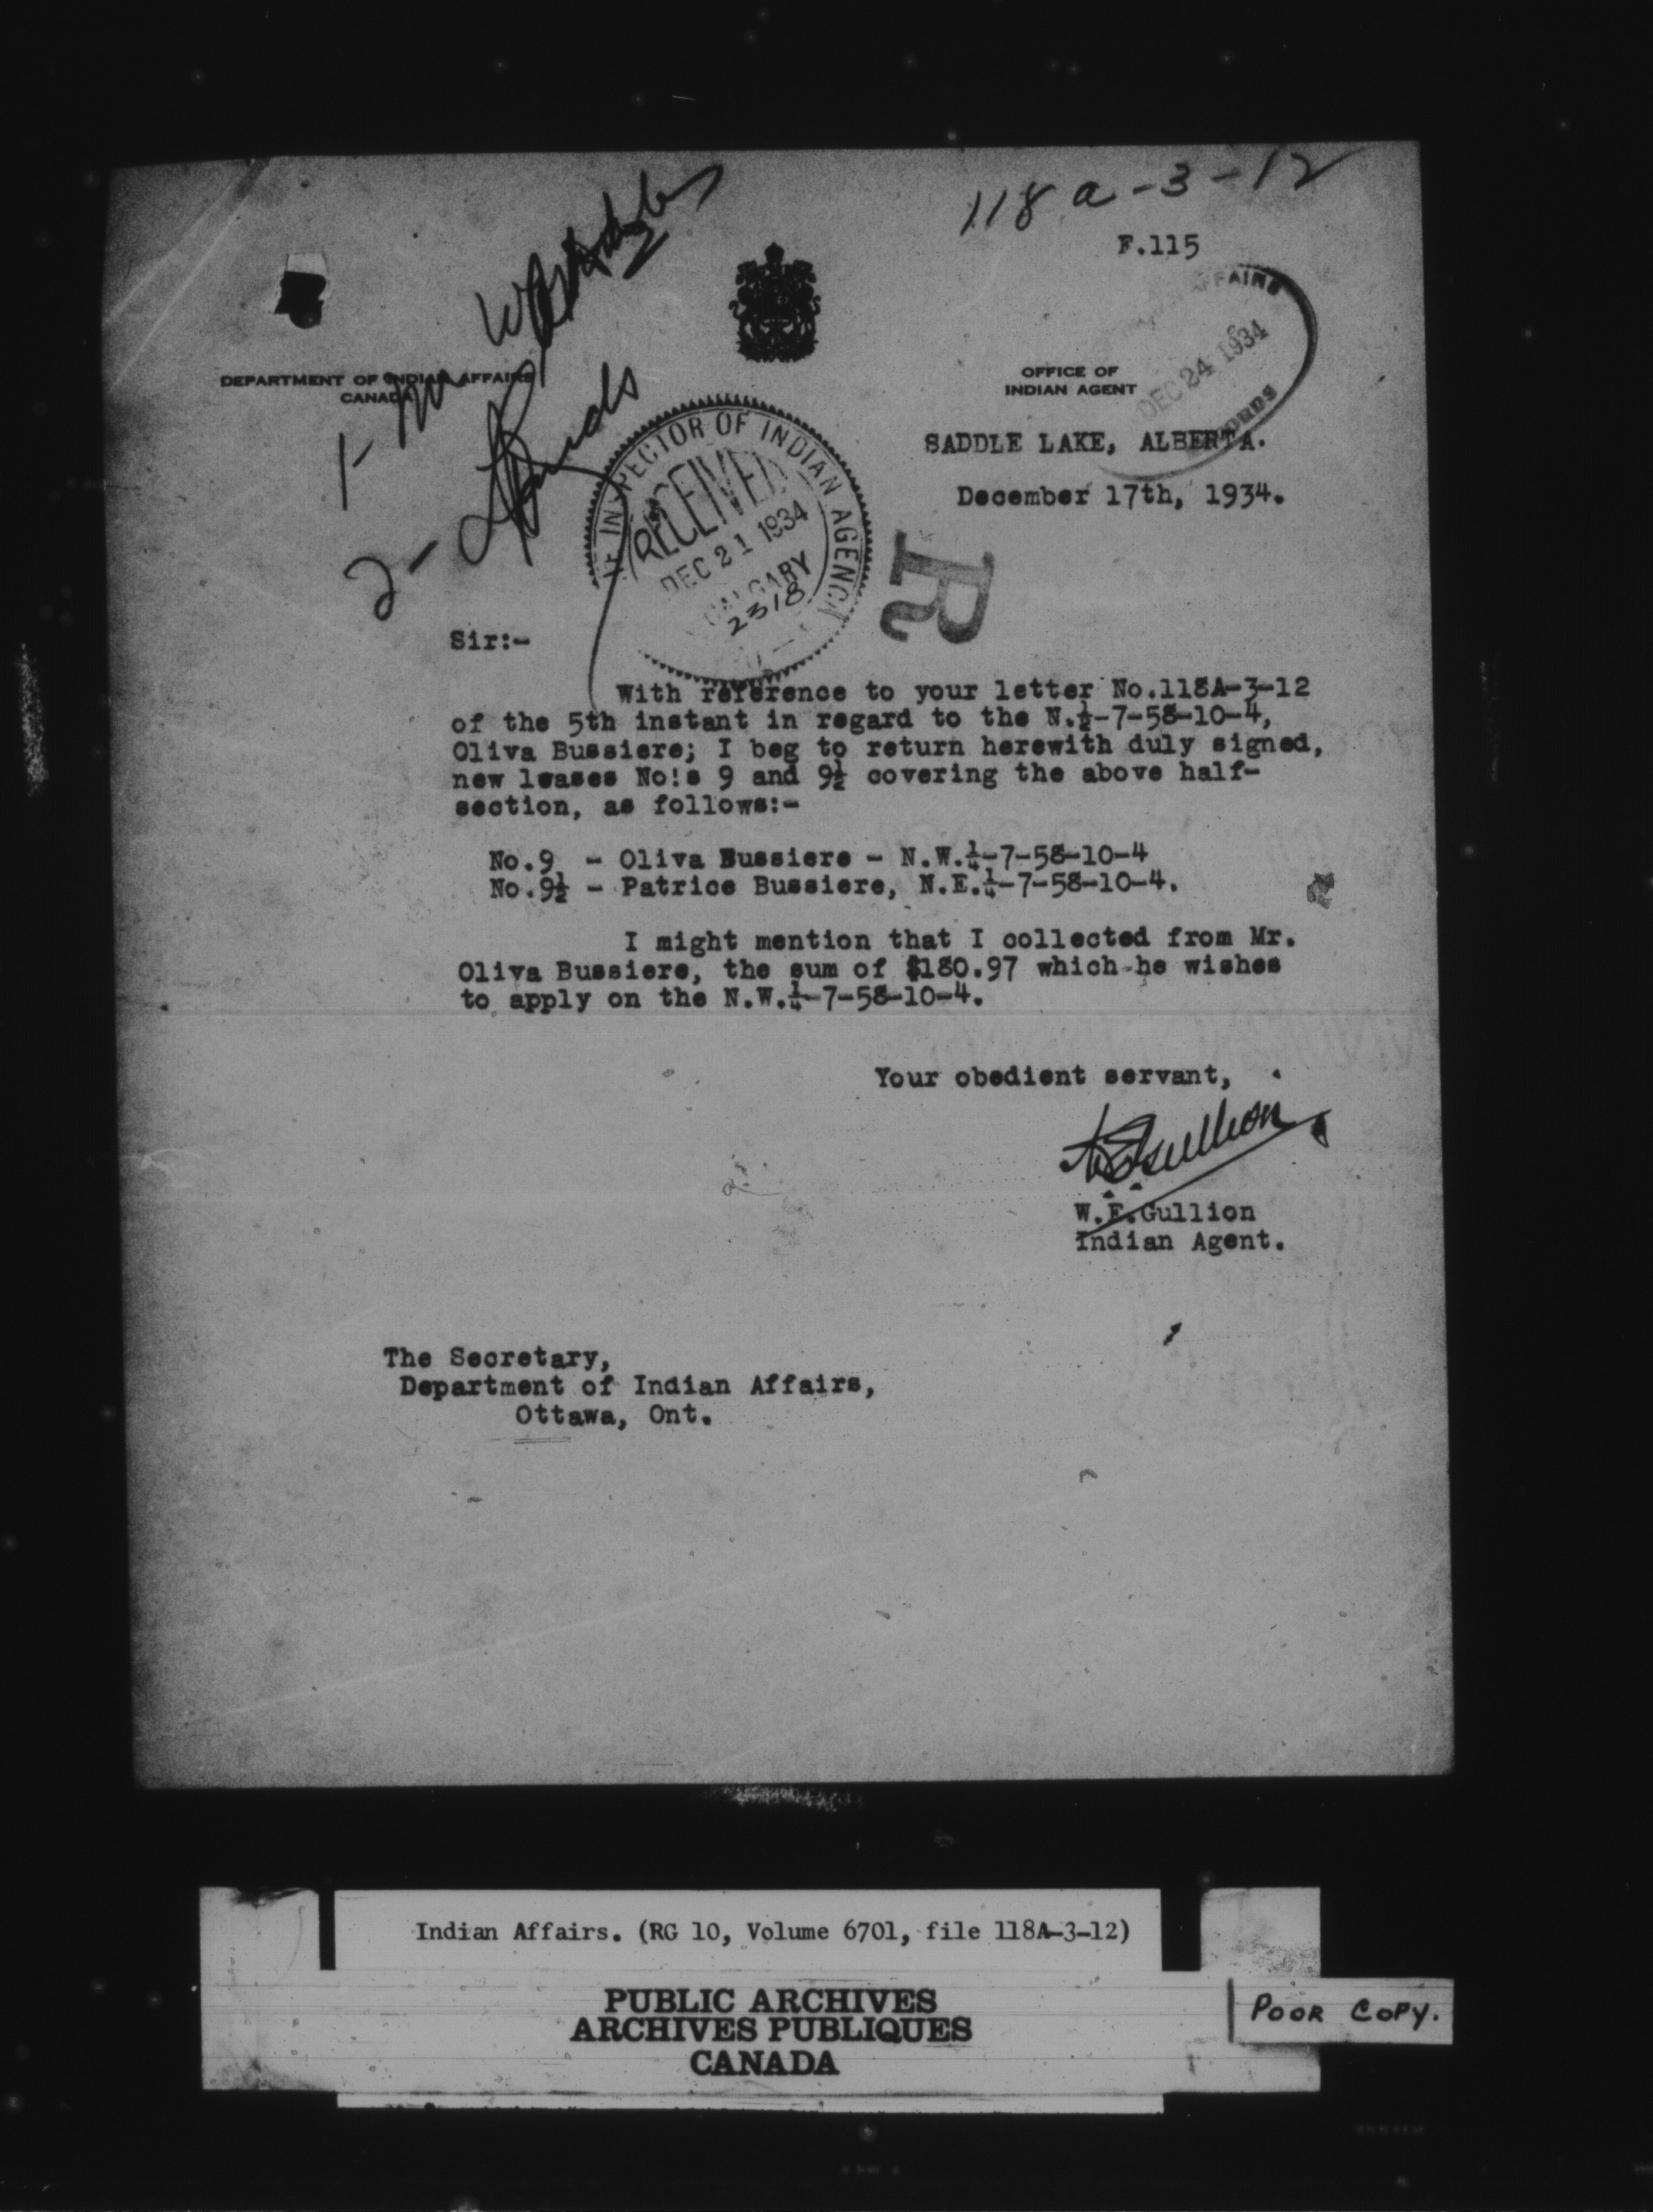 118 a-3-12
F.115
DEPARTMENT OF INDIAN AFFAIRS
CANADA
OFFICE OF
INDIAN AGENT
AFFAIRS
DEC 24 1934
SADDLE LAKE, ALBERTA.
December 17th, 1934.
1-
2-
INSPECTOR OF INDIAN AGENCI
RECEIVED
DEC 21 1934
CALGARY
2318
R
Sir:-
With reference to your letter No.118A-3-12
of the 5th instant in regard to the N.½-7-58-10-4,
Oliva Bussiere; I beg to return herewith duly signed,
new leases No's 9 and 9½ covering the above half-
section, as follows:-
No.9 - Oliva Bussiere - N.W.¼-7-58-10-4
No.9½ - Patrice Bussiere, N.E.¼-7-58-10-4.
I might mention that I collected from Mr.
Oliva Bussiere, the sum of $180.97 which he wishes
to apply on the N.W.¼-7-58-10-4.
Your obedient servant,
W.E.Gullion
W.E.Gullion
Indian Agent.
The Secretary,
Department of Indian Affairs,
Ottawa, Ont.
Indian Affairs. (RG 10, Volume 6701, file 118A-3-12)
PUBLIC ARCHIVES
ARCHIVES PUBLIQUES
CANADA
POOR COPY.